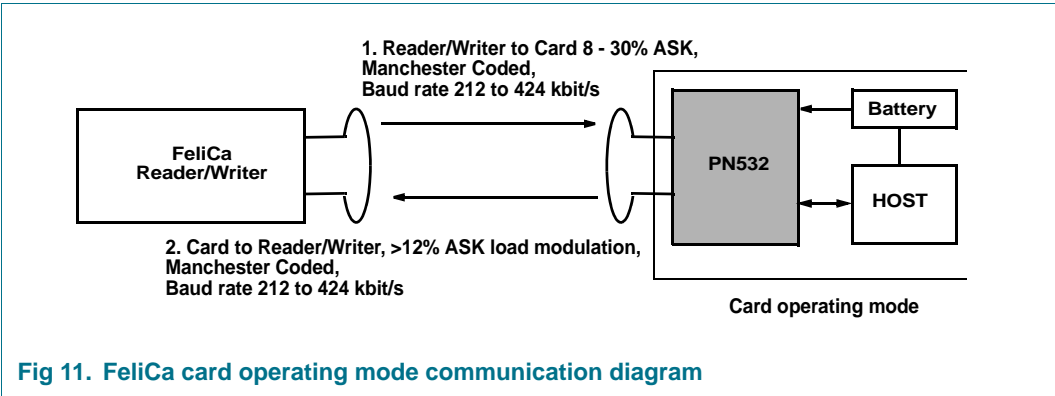 1. Reader/Writer to Card 8 - 30% ASK,
Manchester Coded,
Baud rate 212 to 424 kbit/s
FeliCa
Reader/Writer
PN532
Battery
HOST
2. Card to Reader/Writer, >12% ASK load modulation,
Manchester Coded,
Baud rate 212 to 424 kbit/s
Card operating mode
Fig 11. FeliCa card operating mode communication diagram